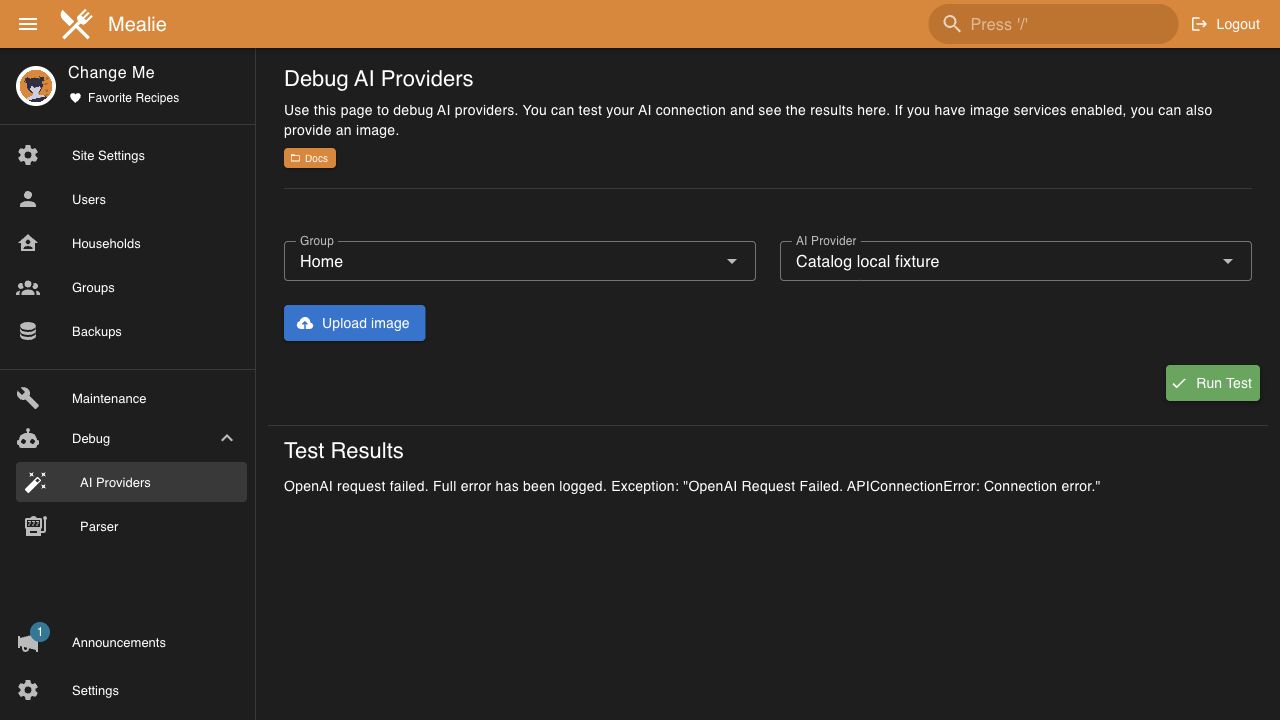 Mealie
Press '/'
Logout
Change Me
Favorite Recipes
Site Settings
Users
Households
Groups
Backups
Maintenance
Debug
AI Providers
Parser
1
Announcements
Settings
Debug AI Providers
Use this page to debug AI providers. You can test your AI connection and see the results here. If you have image services enabled, you can also
provide an image.
Docs
Group
Home
AI Provider
Catalog local fixture
Upload image
Run Test
Test Results
OpenAI request failed. Full error has been logged. Exception: "OpenAI Request Failed. APIConnectionError: Connection error."